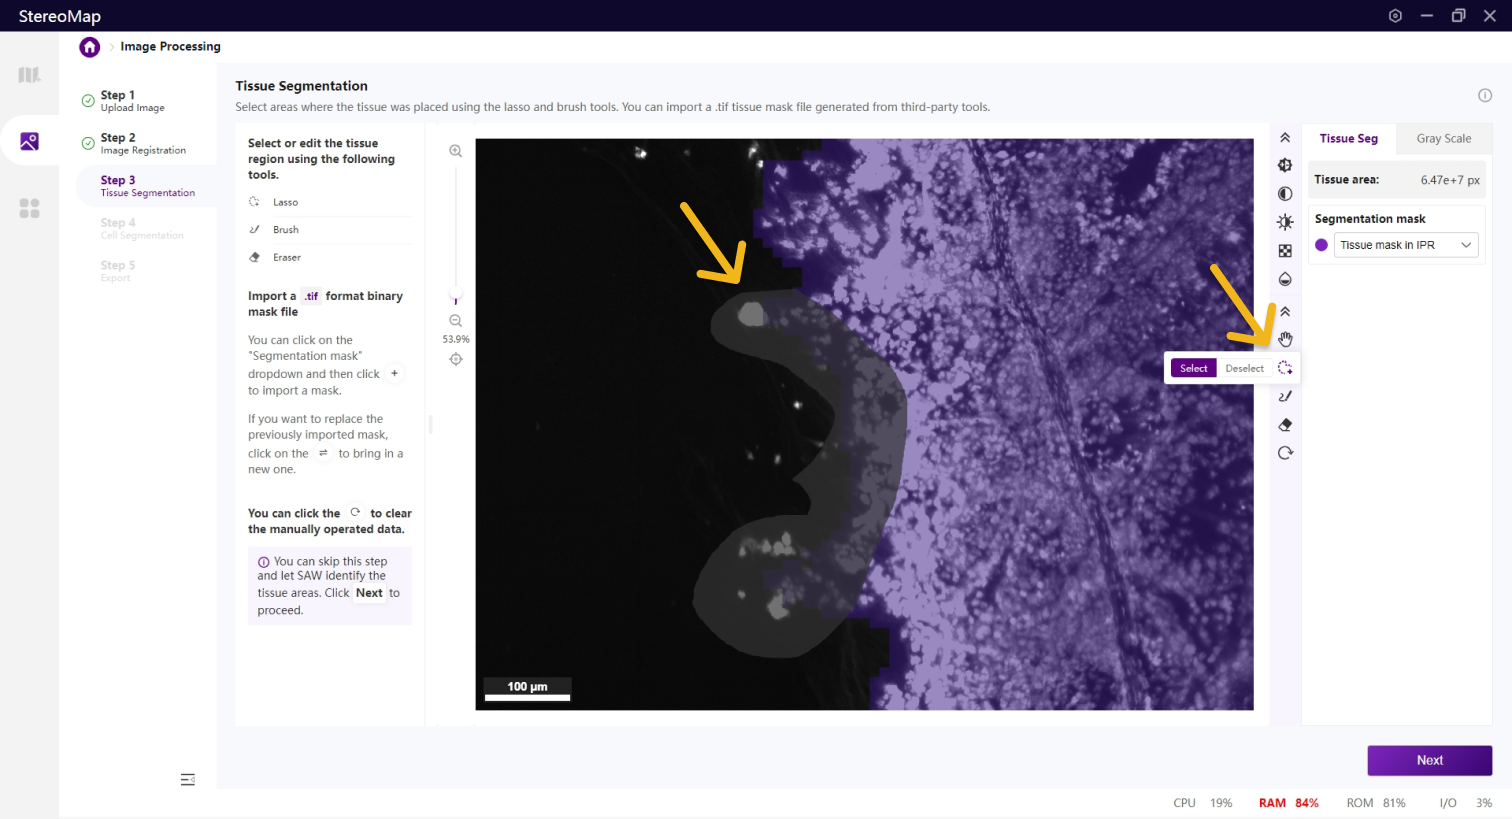 StereoMap
Image Processing
Step 1
Upload Image
Step 2
Image Registration
Step 3
Tissue Segmentation
Step 4
Cell Segmentation
Step 5
Export
Tissue Segmentation
Select areas where the tissue was placed using the lasso and brush tools. You can import a .tif tissue mask file generated from third-party tools.
Select or edit the tissue
region using the following
tools.
Lasso
Brush
Eraser
Import a .tif format binary
mask file
You can click on the
"Segmentation mask"
dropdown and then click +
to import a mask.
If you want to replace the
previously imported mask,
click on the ⇌ to bring in a
new one.
You can click the ⟳ to clear
the manually operated data.
You can skip this step
and let SAW identify the
tissue areas. Click Next to
proceed.
53.9%
100 μm
Select Deselect
Tissue Seg Gray Scale
Tissue area: 6.47e+7 px
Segmentation mask
Tissue mask in IPR
Next
CPU 19% RAM 84% ROM 81% I/O 3%